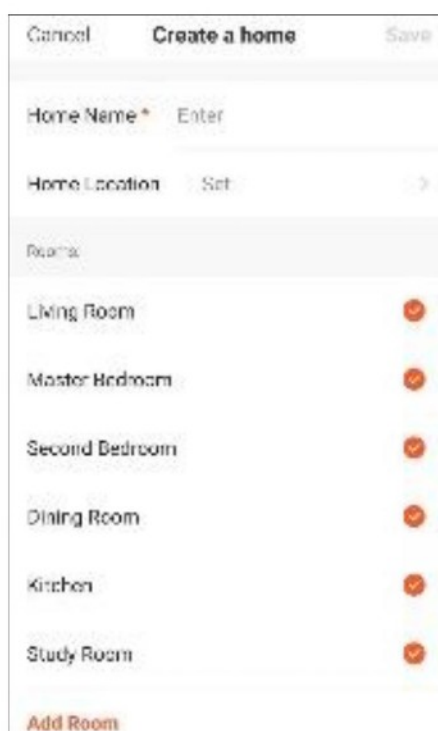 Cancel Create a home Save
Home Name * Enter
Home Location Set >
Rooms:
Living Room
Master Bedroom
Second Bedroom
Dining Room
Kitchen
Study Room
Add Room